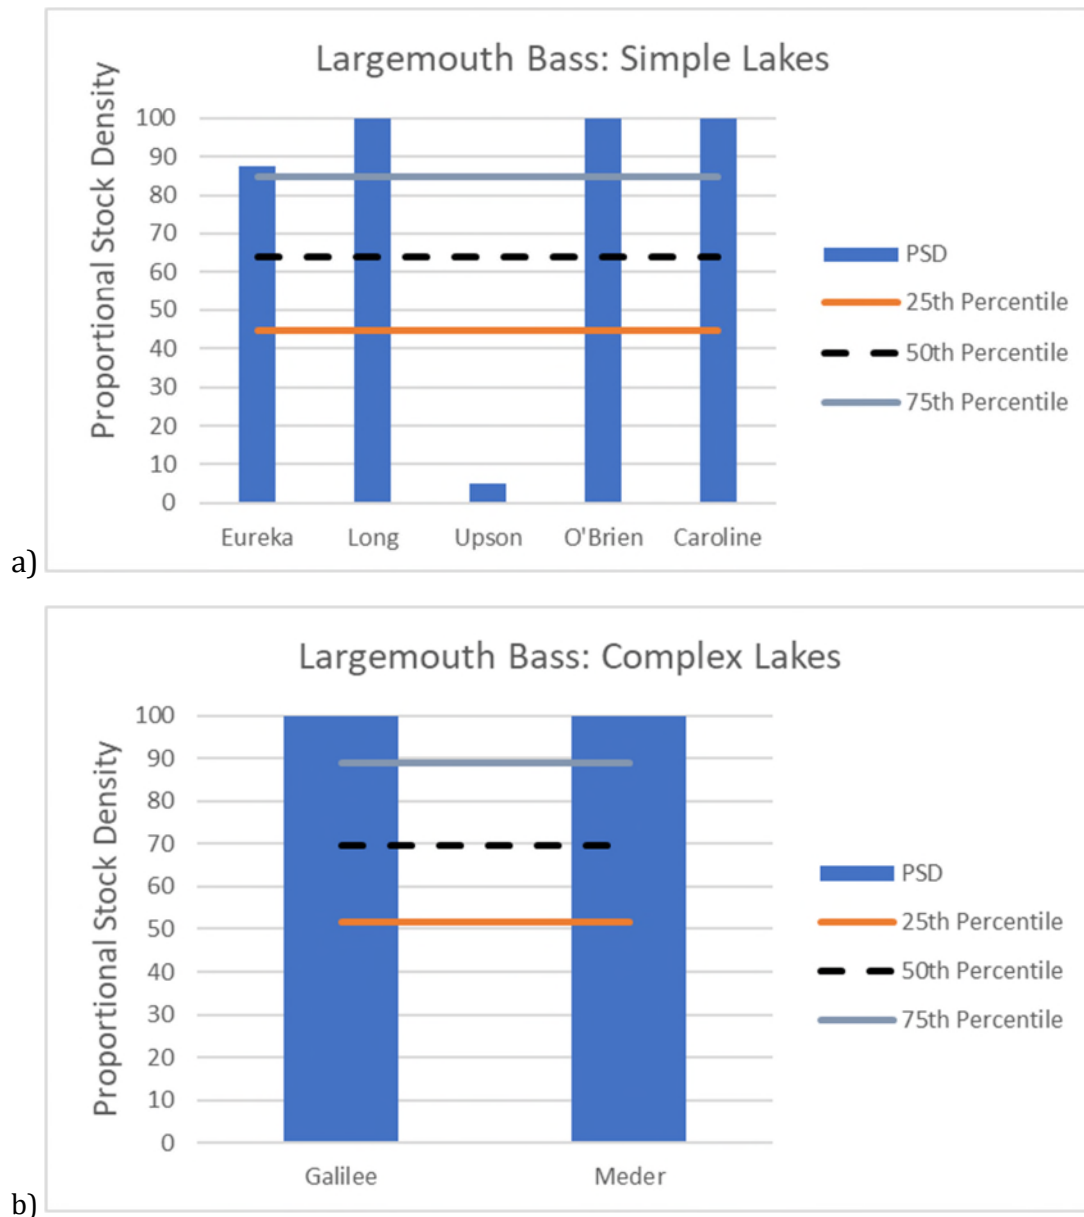 Largemouth Bass: Simple Lakes
Proportional Stock Density
100
90
80
70
60
50
40
30
20
10
0
Eureka Long Upson O'Brien Caroline
PSD
25th Percentile
50th Percentile
75th Percentile
a)
Largemouth Bass: Complex Lakes
Proportional Stock Density
100
90
80
70
60
50
40
30
20
10
0
Galilee Meder
PSD
25th Percentile
50th Percentile
75th Percentile
b)